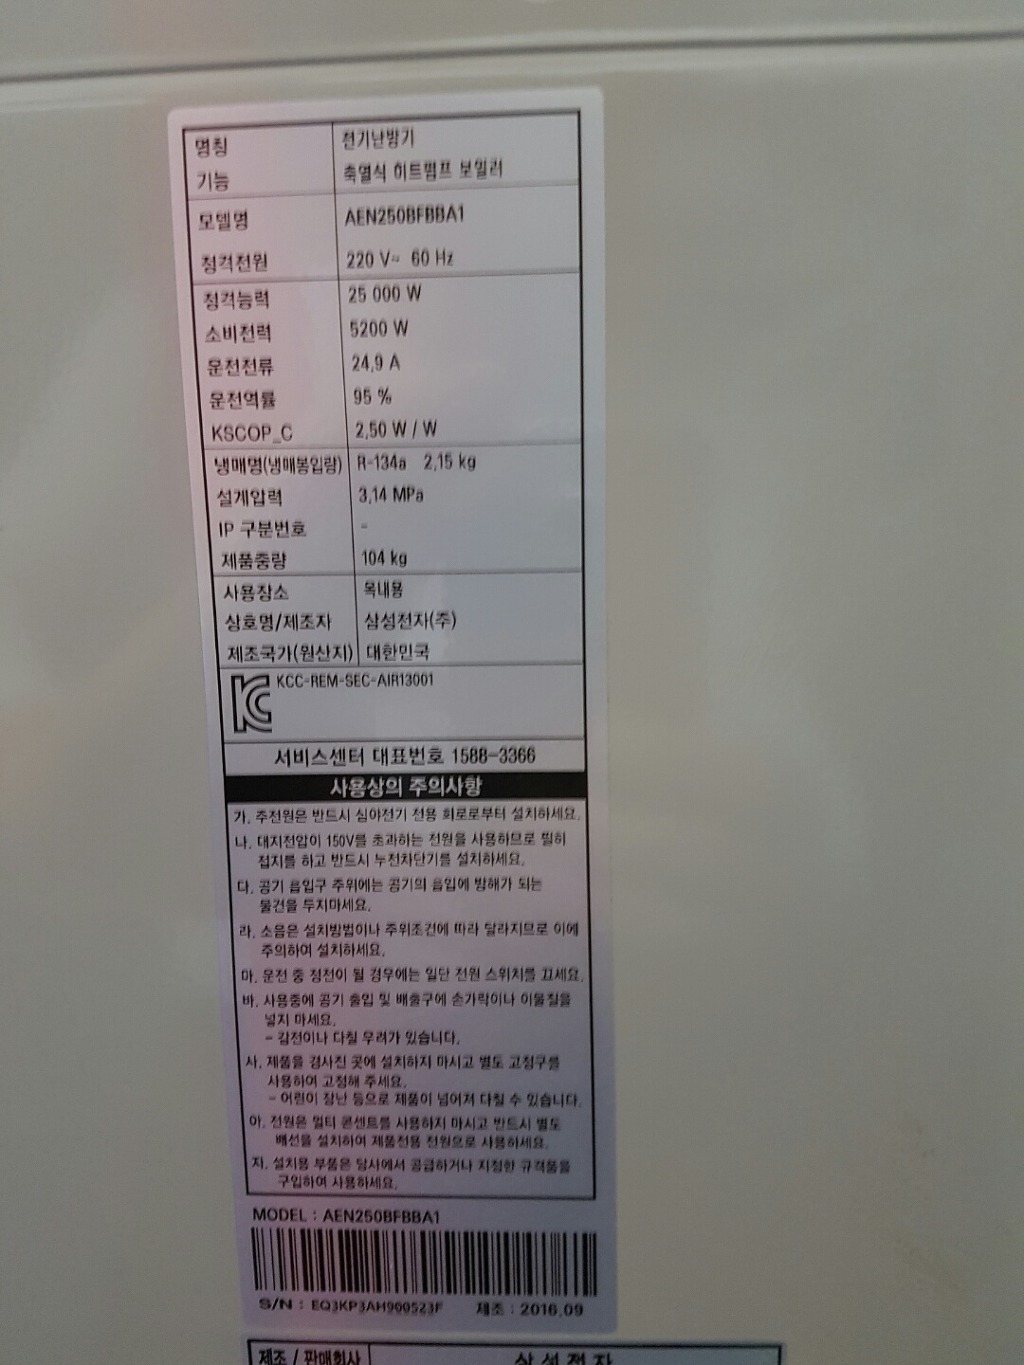 명칭 전기난방기
기능 축열식 히트펌프 보일러
모델명 AEN250BFBBA1
정격전원 220 V~ 60 Hz
정격능력 25 000 W
소비전력 5200 W
운전전류 24,9 A
운전역률 95 %
KSCOP_C 2,50 W / W
냉매명(냉매봉입량) R-134a 2,15 kg
설계압력 3,14 MPa
IP 구분번호 -
제품중량 104 kg
사용장소 옥내용
상호명/제조자 삼성전자(주)
제조국가(원산지) 대한민국
KCC-REM-SEC-AIR13001
서비스센터 대표번호 1588-3366
사용상의 주의사항
가. 주전원은 반드시 심야전기 전용 회로로부터 설치하세요.
나. 대지전압이 150V를 초과하는 전원을 사용하므로 필히
접지를 하고 반드시 누전차단기를 설치하세요.
다. 공기 흡입구 주위에는 공기의 흡입에 방해가 되는
물건을 두지마세요.
라. 소음은 설치방법이나 주위조건에 따라 달라지므로 이에
주의하여 설치하세요.
마. 운전 중 정전이 될 경우에는 일단 전원 스위치를 끄세요.
바. 사용중에 공기 흡입 및 배출구에 손가락이나 이물질을
넣지 마세요.
- 감전이나 다칠 우려가 있습니다.
사. 제품을 경사진 곳에 설치하지 마시고 별도 고정구를
사용하여 고정해 주세요.
- 어린이 장난 등으로 제품이 넘어져 다칠 수 있습니다.
아. 전원은 멀티 콘센트를 사용하지 마시고 반드시 별도
배선을 설치하여 제품전용 전원으로 사용하세요.
자. 설치용 부품은 당사에서 공급하거나 지정한 규격품을
구입하여 사용하세요.
MODEL : AEN250BFBBA1
S/N : EQ3KP3AH900523F 제조 : 2016.09
제조 / 판매회사 삼성전자